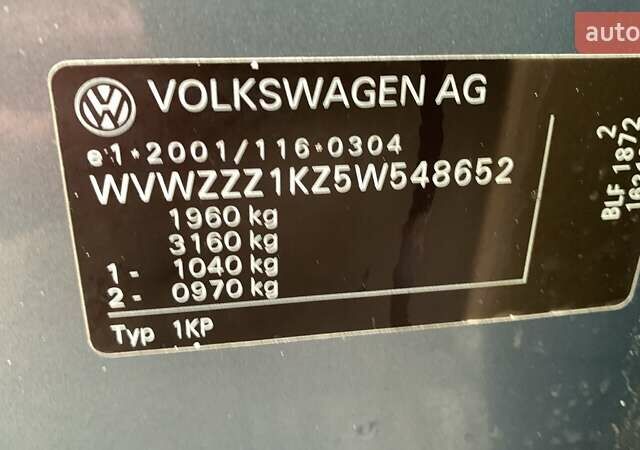 auto
VOLKSWAGEN AG
e1*2001/116*0304
WVWZZZ1KZ5W548652
1960 kg
3160 kg
1- 1040 kg
2- 0970 kg
Typ 1KP
2
BLF 1872